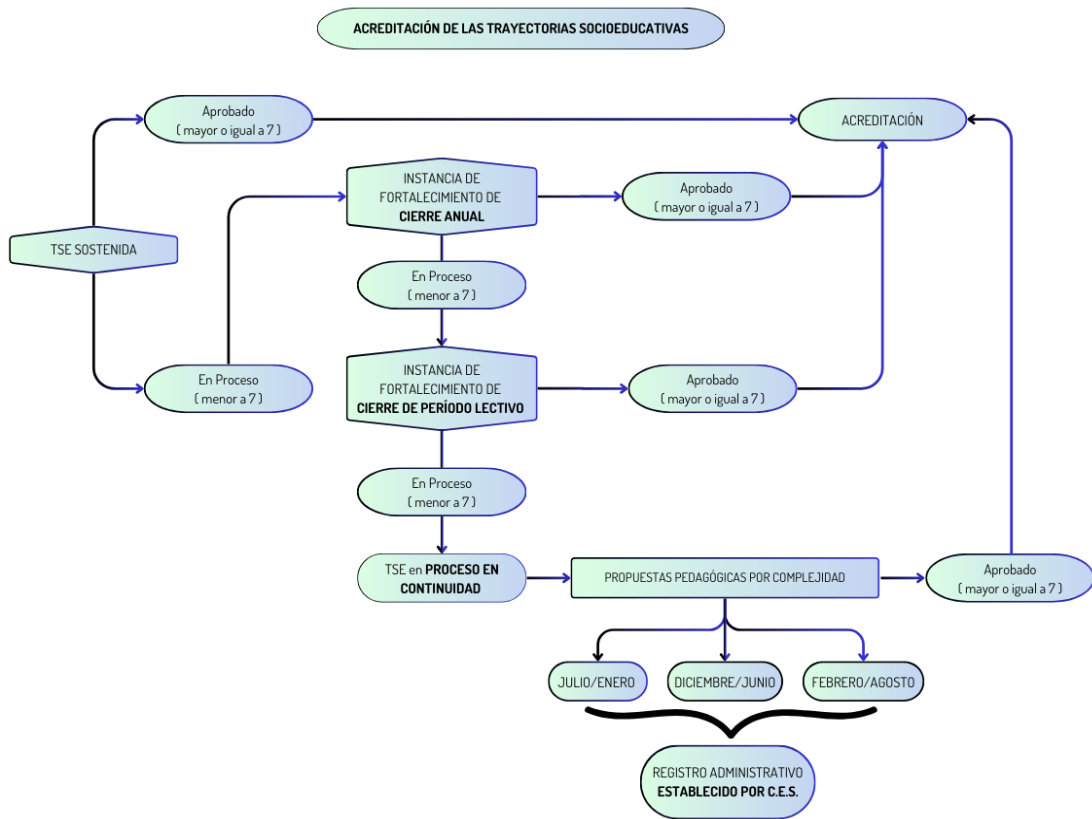 ACREDITACIÓN DE LAS TRAYECTORIAS SOCIOEDUCATIVAS
Aprobado
( mayor o igual a 7 )
ACREDITACIÓN
INSTANCIA DE
FORTALECIMIENTO DE
CIERRE ANUAL
Aprobado
( mayor o igual a 7 )
TSE SOSTENIDA
En Proceso
( menor a 7 )
En Proceso
( menor a 7 )
INSTANCIA DE
FORTALECIMIENTO DE
CIERRE DE PERÍODO LECTIVO
Aprobado
( mayor o igual a 7 )
En Proceso
( menor a 7 )
TSE en PROCESO EN
CONTINUIDAD
PROPUESTAS PEDAGÓGICAS POR COMPLEJIDAD
Aprobado
( mayor o igual a 7 )
JULIO/ENERO
DICIEMBRE/JUNIO
FEBRERO/AGOSTO
REGISTRO ADMINISTRATIVO
ESTABLECIDO POR C.E.S.